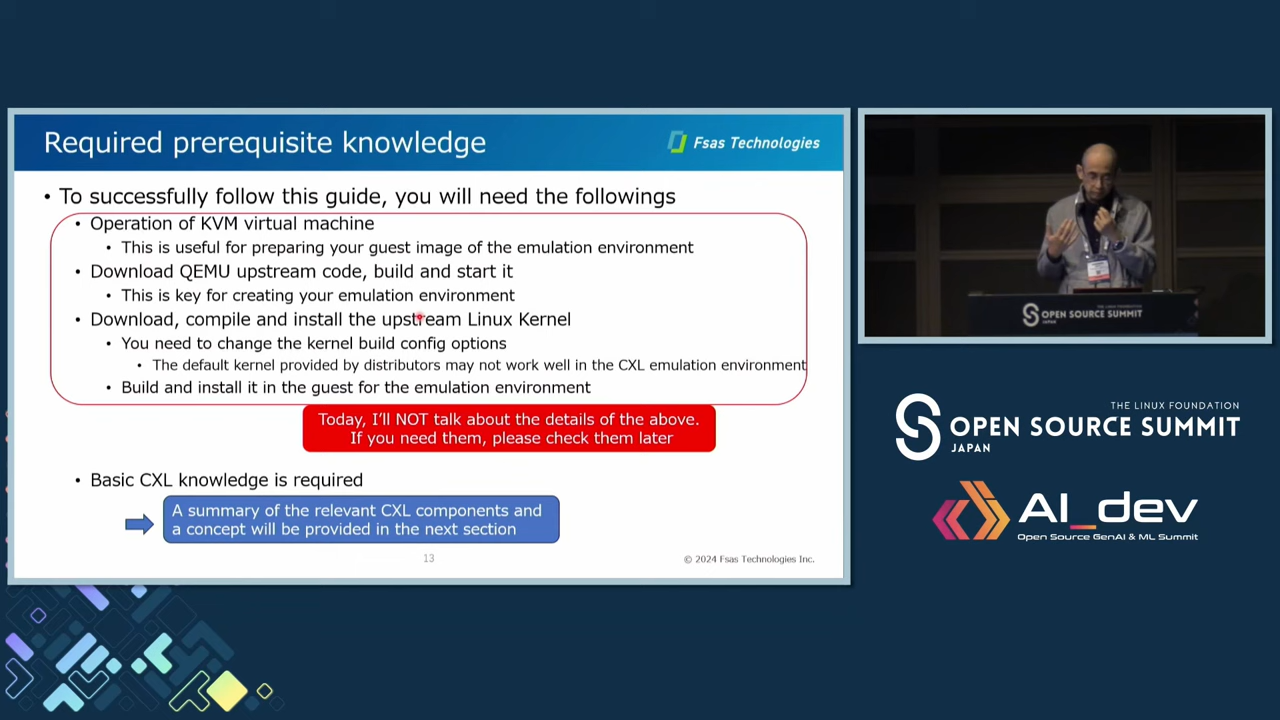 Required prerequisite knowledge
Fsas Technologies
• To successfully follow this guide, you will need the followings
• Operation of KVM virtual machine
• This is useful for preparing your guest image of the emulation environment
• Download QEMU upstream code, build and start it
• This is key for creating your emulation environment
• Download, compile and install the upstream Linux Kernel
• You need to change the kernel build config options
• The default kernel provided by distributors may not work well in the CXL emulation environment
• Build and install it in the guest for the emulation environment
Today, I'll NOT talk about the details of the above.
If you need them, please check them later
• Basic CXL knowledge is required
A summary of the relevant CXL components and
a concept will be provided in the next section
13
© 2024 Fsas Technologies Inc.
THE LINUX FOUNDATION
OPEN SOURCE SUMMIT
JAPAN
THE LINUX FOUNDATION
OPEN SOURCE SUMMIT
JAPAN
AI_dev
Open Source GenAI & ML Summit